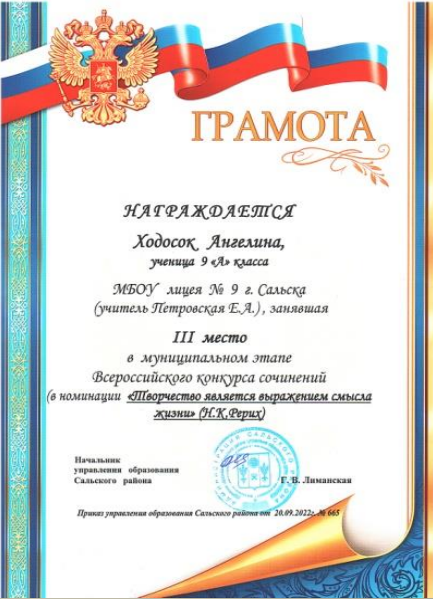 ГРАМОТА
НАГРАЖДАЕТСЯ
Ходосок Ангелина,
ученица 9 «А» класса
МБОУ лицея № 9 г. Сальска
(учитель Петровская Е.А.) , занявшая
III место
в муниципальном этапе
Всероссийского конкурса сочинений
(в номинации «Творчество является выражением смысла
жизни» (Н.К.Рерих)
Начальник
управления образования
Сальского района
Г. В. Лиманская
Приказ управления образования Сальского района от 20.09.2022г. № 665